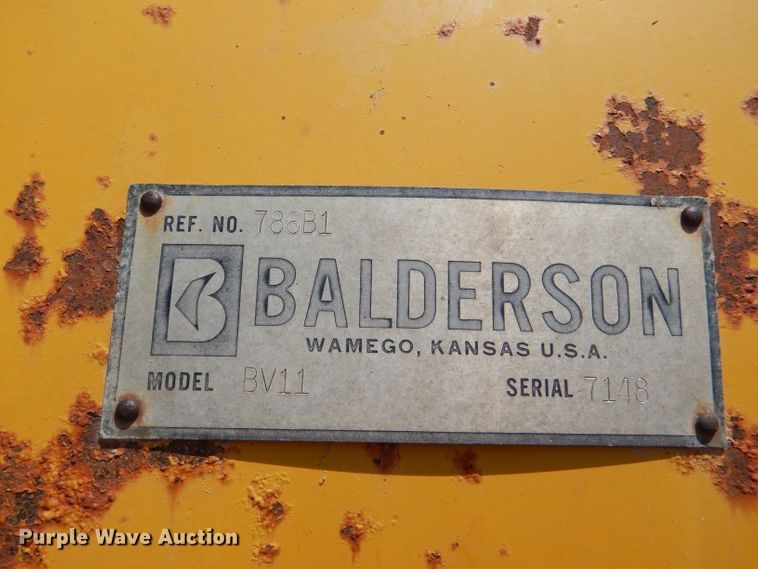 REF. NO. 786B1
B BALDERSON
WAMEGO, KANSAS U.S.A.
MODEL BV11 SERIAL 7148
Purple Wave Auction